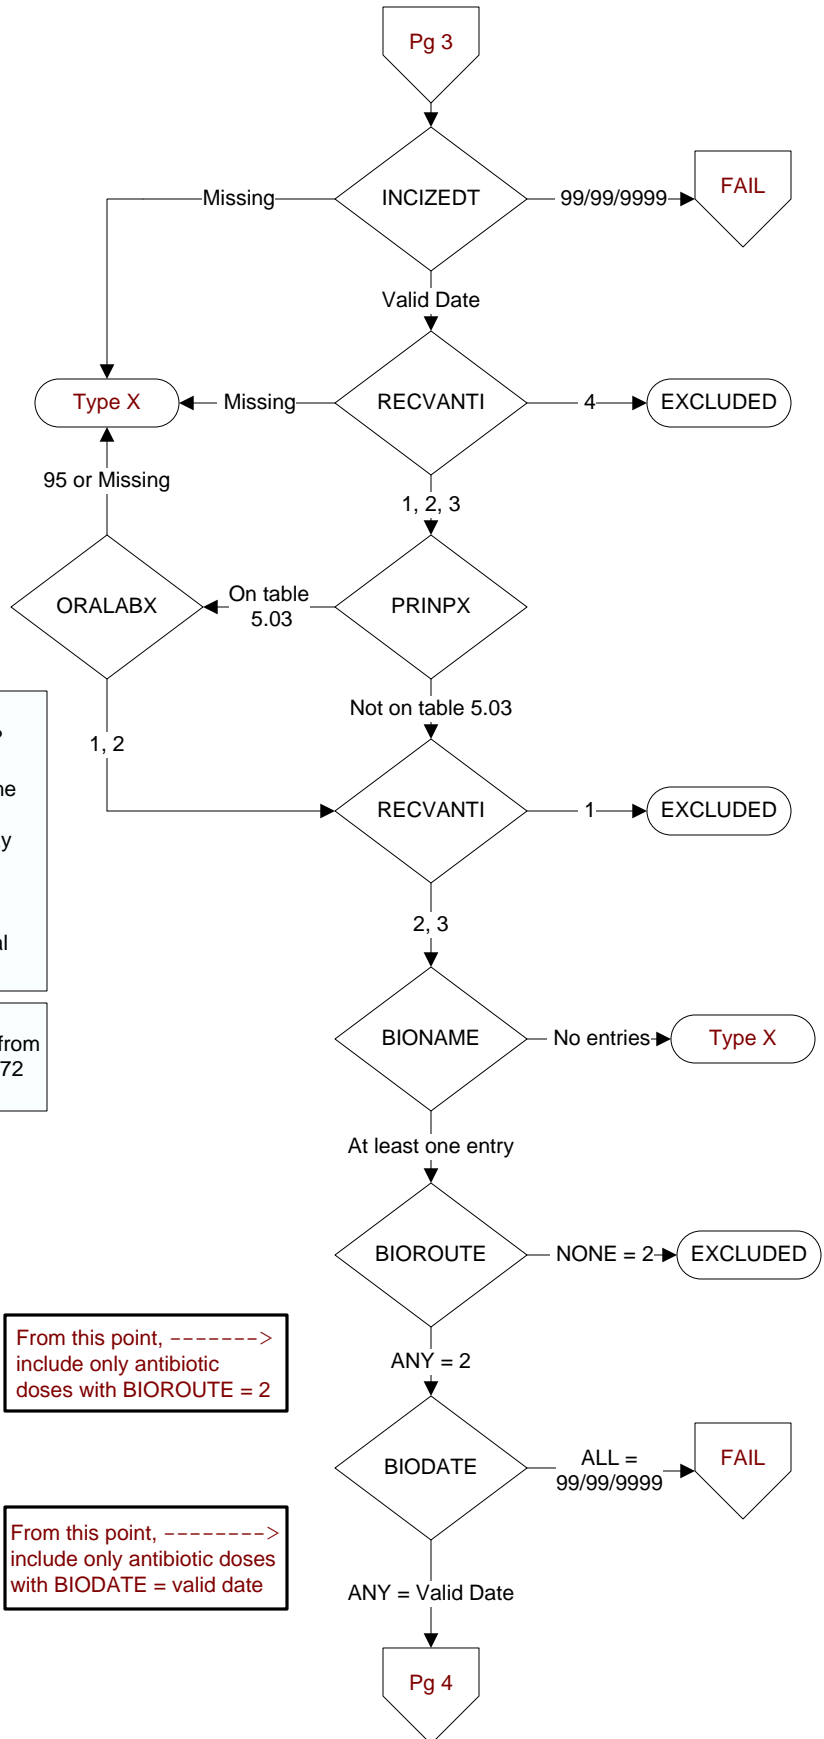 Pg 3
INCIZEDT
Missing
99/99/9999
FAIL
Valid Date
Type X
Missing
RECVANTI
4
EXCLUDED
95 or Missing
1, 2, 3
ORALABX
On table
5.03
PRINPX
Not on table 5.03
1, 2
RECVANTI
1
EXCLUDED
2, 3
al
from
72
BIONAME
No entries
Type X
At least one entry
BIOROUTE
NONE = 2
EXCLUDED
From this point, ------->
include only antibiotic
doses with BIOROUTE = 2
ANY = 2
BIODATE
ALL =
99/99/9999
FAIL
From this point, -------->
include only antibiotic doses
with BIODATE = valid date
ANY = Valid Date
Pg 4